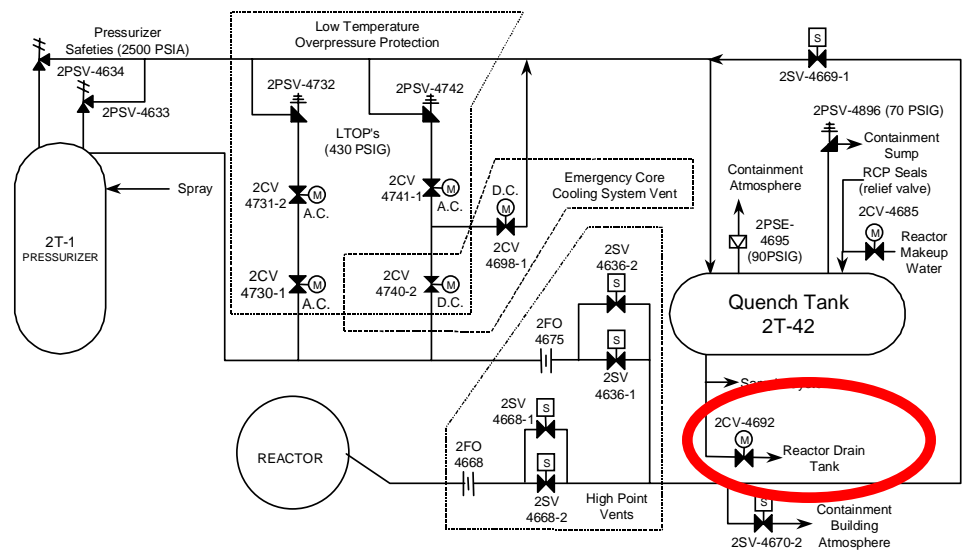 Pressurizer
Safeties (2500 PSIA)
2PSV-4634
2PSV-4633
Low Temperature
Overpressure Protection
2PSV-4732
2PSV-4742
LTOP's
(430 PSIG)
S
2SV-4669-1
2PSV-4896 (70 PSIG)
Containment
Sump
Containment
Atmosphere
RCP Seals
(relief valve)
2CV-4685
M
Reactor
Makeup
Water
2PSE-
4695
(90PSIG)
Emergency Core
Cooling System Vent
Spray
2CV
4731-2
M
A.C.
2CV
4741-1
M
A.C.
D.C.
M
2CV
4698-1
2T-1
PRESSURIZER
2CV
4730-1
M
A.C.
2CV
4740-2
M
D.C.
2SV
4636-2
S
Quench Tank
2T-42
2FO
4675
S
2SV
4636-1
2SV
4668-1
S
2CV-4692
M
Reactor Drain
Tank
REACTOR
2FO
4668
S
2SV
4668-2
High Point
Vents
S
2SV-4670-2
Containment
Building
Atmosphere